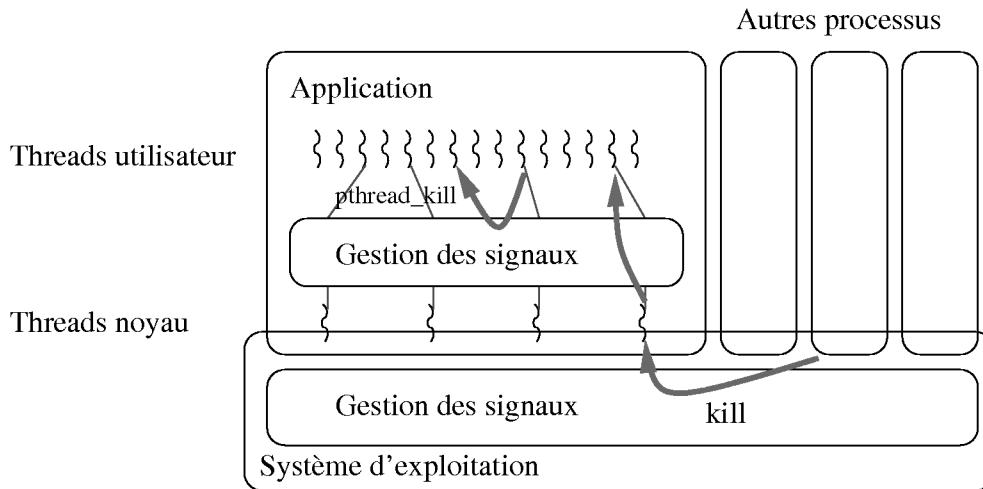 Autres processus
Application
Threads utilisateur
pthread_kill
Gestion des signaux
Threads noyau
Gestion des signaux
kill
Système d'exploitation